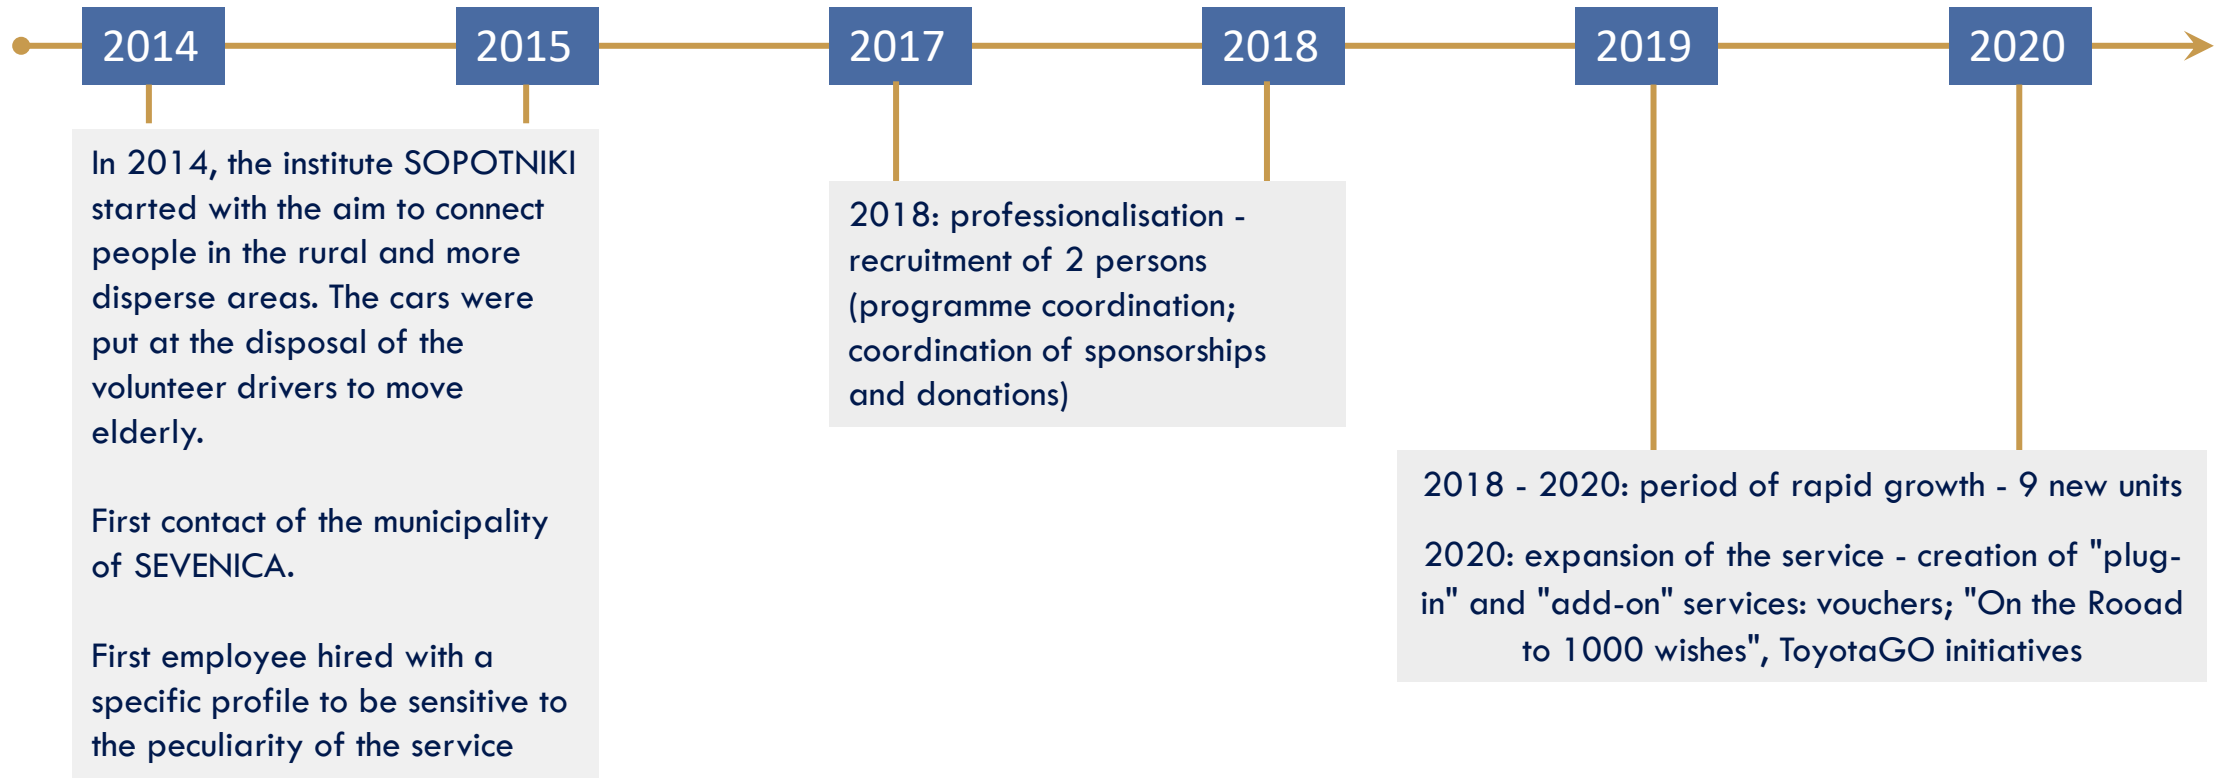 2014
2015
2017
2018
2019
2020
In 2014, the institute SOPOTNIKI
started with the aim to connect
people in the rural and more
disperse areas. The cars were
put at the disposal of the
volunteer drivers to move
elderly.
First contact of the municipality
of SEVENICA.
First employee hired with a
specific profile to be sensitive to
the peculiarity of the service
2018: professionalisation -
recruitment of 2 persons
(programme coordination;
coordination of sponsorships
and donations)
2018 - 2020: period of rapid growth - 9 new units
2020: expansion of the service - creation of "plug-
in" and "add-on" services: vouchers; "On the Rooad
to 1000 wishes", ToyotaGO initiatives